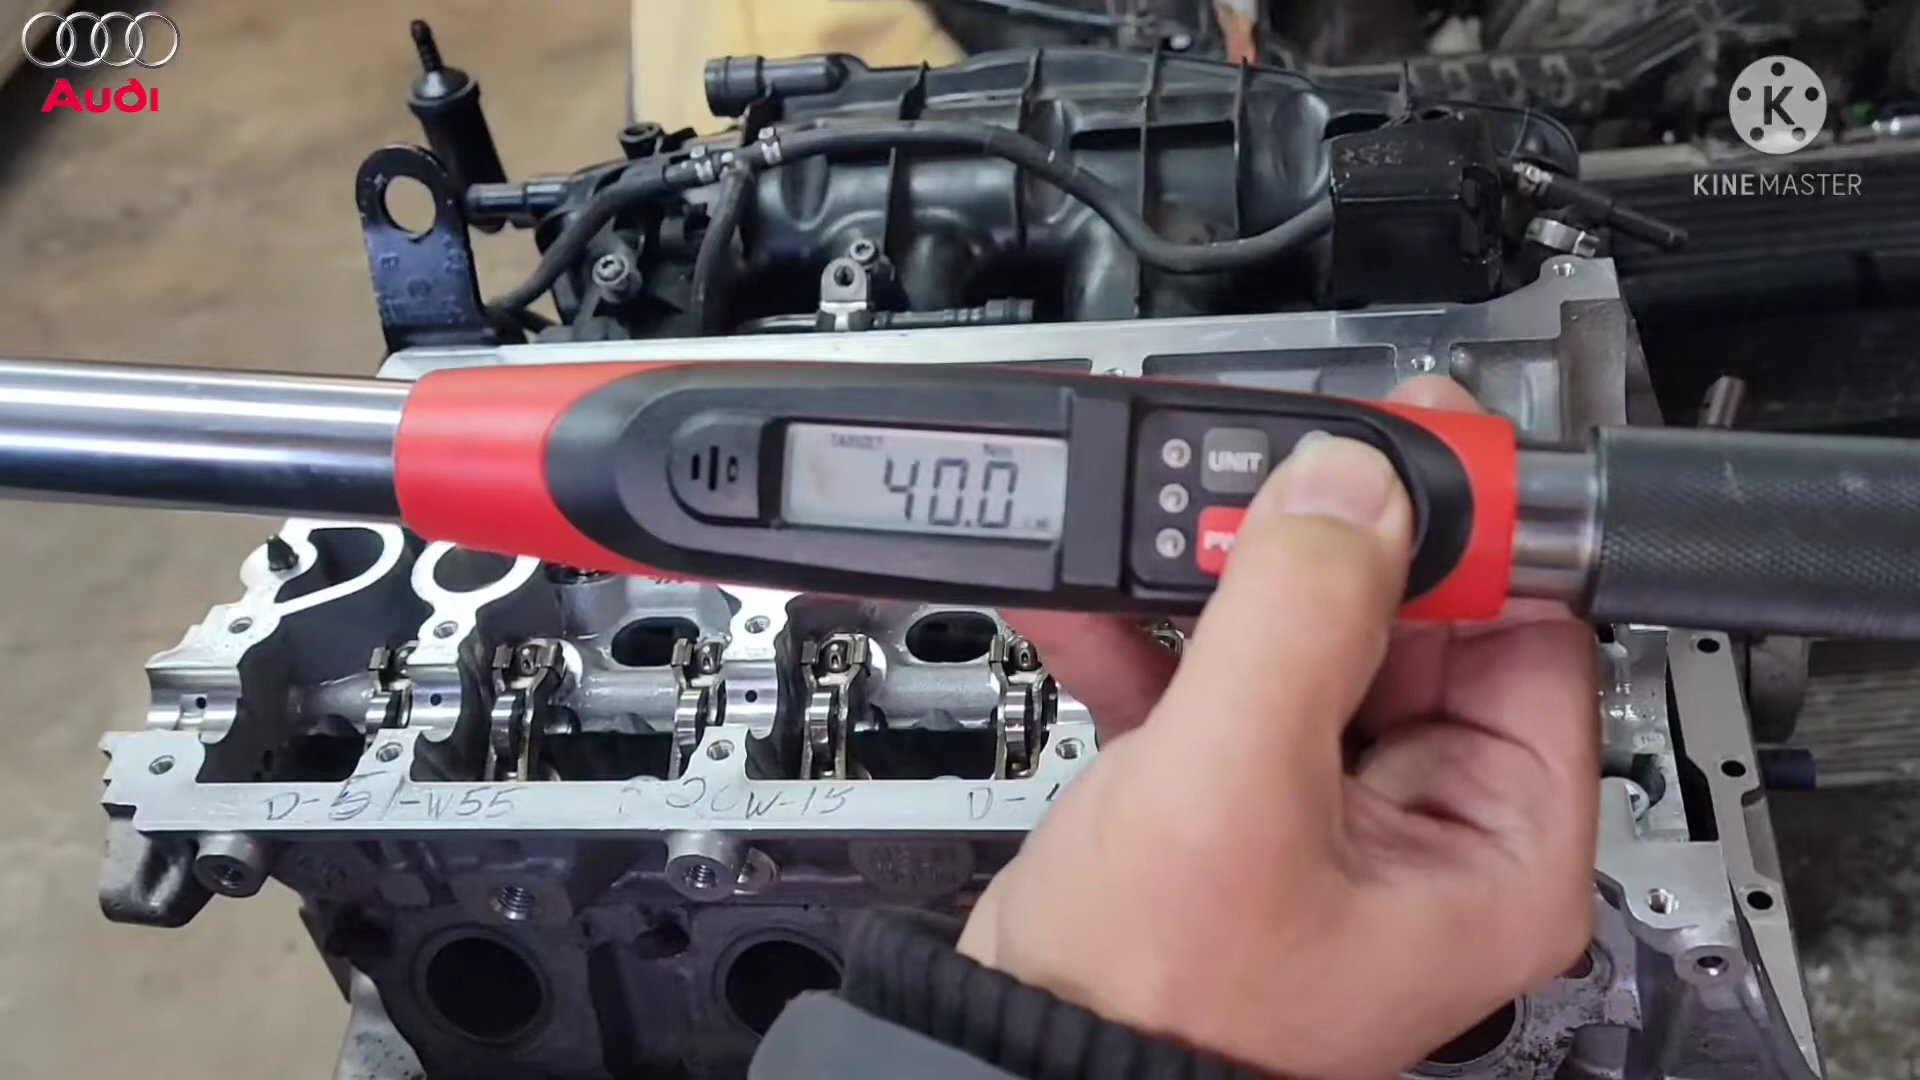 Audi
K
KINEMASTER
TARGET
Nm
40.0
UNIT
D-51-W55
W-15
D-